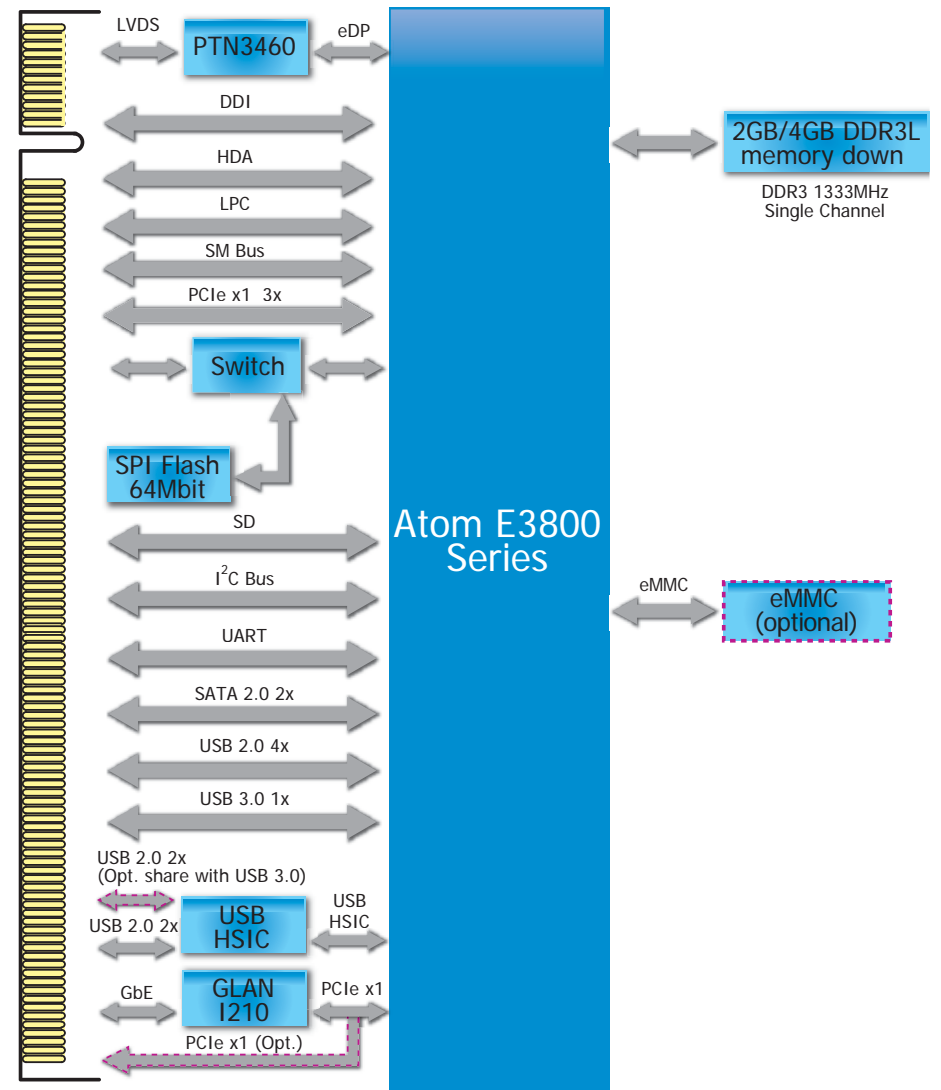 LVDS
PTN3460
eDP
DDI
HDA
LPC
SM Bus
PCIe x1 3x
Switch
SPI Flash
64Mbit
SD
I²C Bus
UART
SATA 2.0 2x
USB 2.0 4x
USB 3.0 1x
USB 2.0 2x
(Opt. share with USB 3.0)
USB 2.0 2x
USB
HSIC
USB
HSIC
GbE
GLAN
I210
PCIe x1
PCIe x1 (Opt.)
Atom E3800
Series
2GB/4GB DDR3L
memory down
DDR3 1333MHz
Single Channel
eMMC
eMMC
(optional)